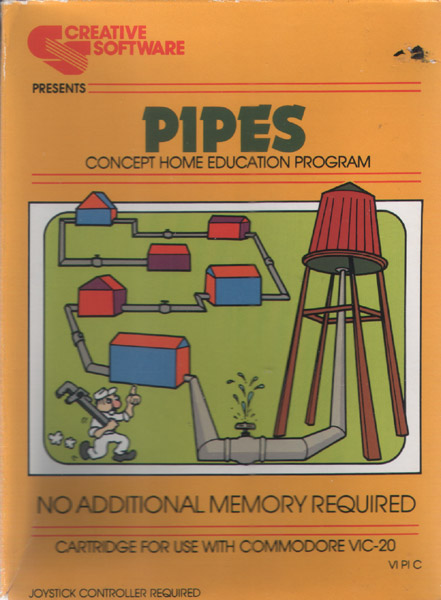 CREATIVE
SOFTWARE
PRESENTS
PIPES
CONCEPT HOME EDUCATION PROGRAM
NO ADDITIONAL MEMORY REQUIRED
CARTRIDGE FOR USE WITH COMMODORE VIC-20
VI PI C
JOYSTICK CONTROLLER REQUIRED